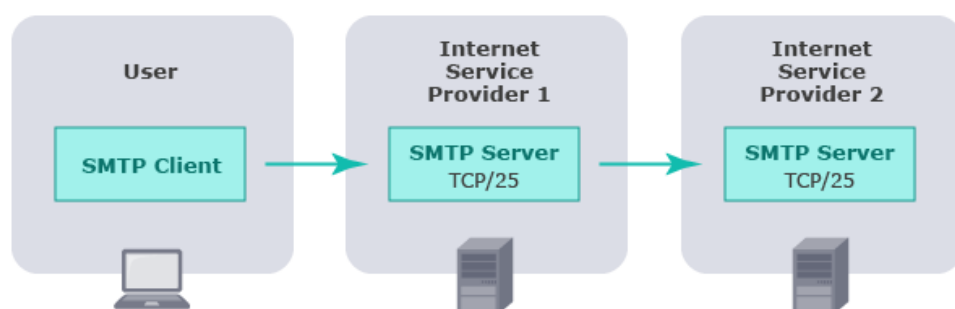 User
SMTP Client
Internet
Service
Provider 1
SMTP Server
TCP/25
Internet
Service
Provider 2
SMTP Server
TCP/25